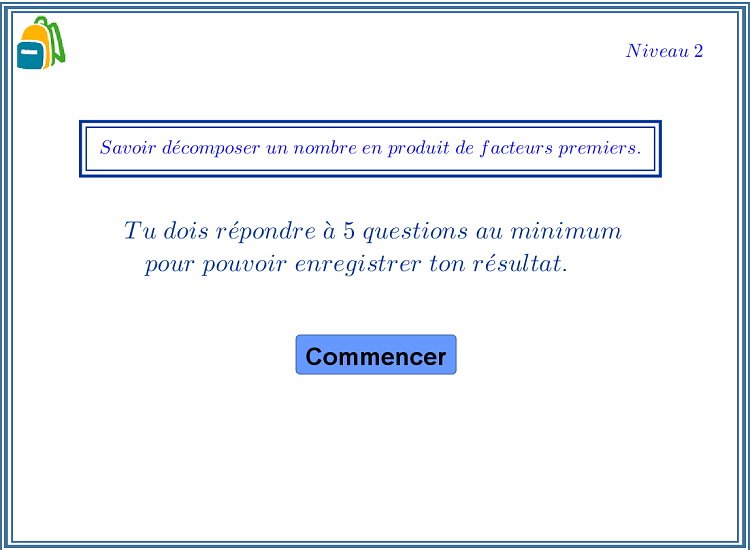 Niveau 2
Savoir décomposer un nombre en produit de facteurs premiers.
Tu dois répondre à 5 questions au minimum
pour pouvoir enregistrer ton résultat.
Commencer